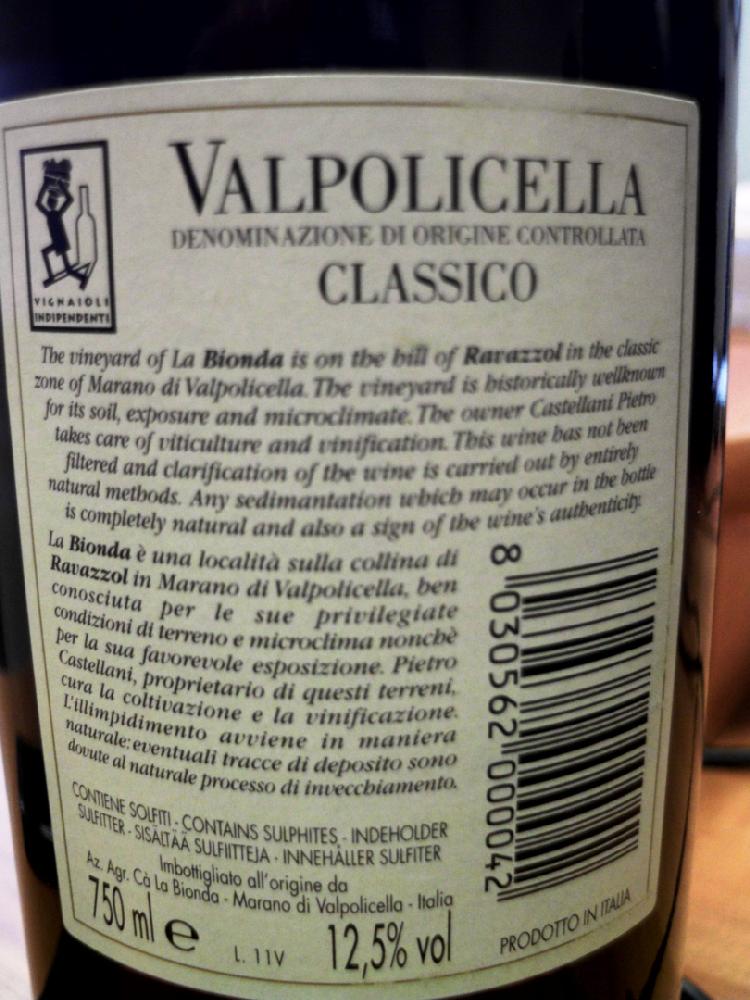 VALPOLICELLA
DENOMINAZIONE DI ORIGINE CONTROLLATA
CLASSICO
VIGNAIOLI
INDIPENDENTI
The vineyard of La Bionda is on the hill of Ravazzol in the classic
zone of Marano di Valpolicella. The vineyard is historically wellknown
for its soil, exposure and microclimate. The owner Castellani Pietro
takes care of viticulture and vinification. This wine has not been
filtered and clarification of the wine is carried out by entirely
natural methods. Any sedimantation which may occur in the bottle
is completely natural and also a sign of the wine's authenticity.
La Bionda è una località sulla collina di
Ravazzol in Marano di Valpolicella, ben
conosciuta per le sue privilegiate
condizioni di terreno e microclima nonchè
per la sua favorevole esposizione. Pietro
Castellani, proprietario di questi terreni,
cura la coltivazione e la vinificazione.
L'illimpidimento avviene in maniera
naturale: eventuali tracce di deposito sono
dovute al naturale processo di invecchiamento.
8 030562 000042
CONTIENE SOLFITI - CONTAINS SULPHITES - INDEHOLDER
SULFITTER - SISÄLTÄÄ SULFIITTEJA - INNEHÅLLER SULFITER
Imbottigliato all'origine da
Az. Agr. Cà La Bionda - Marano di Valpolicella - Italia
750 ml e L. 11V 12,5% vol
PRODOTTO IN ITALIA